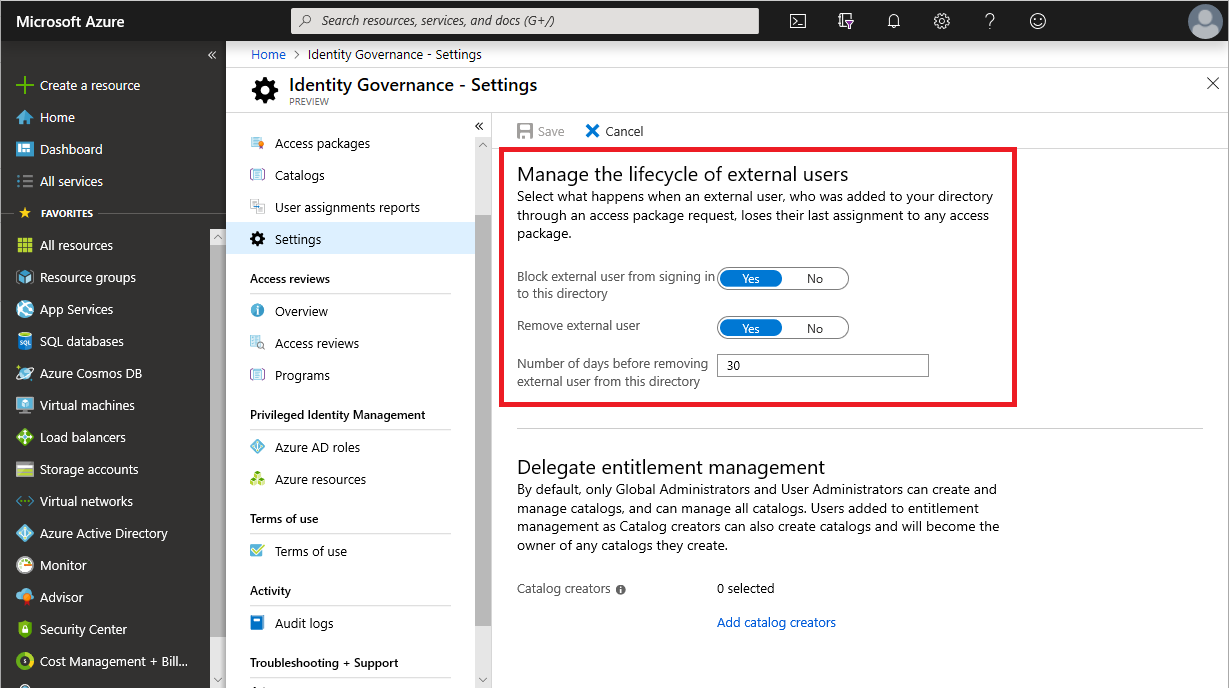 Microsoft Azure
Search resources, services, and docs (G+/)
Create a resource
Home
Dashboard
All services
FAVORITES
All resources
Resource groups
App Services
SQL databases
Azure Cosmos DB
Virtual machines
Load balancers
Storage accounts
Virtual networks
Azure Active Directory
Monitor
Advisor
Security Center
Cost Management + Bill...
Home > Identity Governance - Settings
Identity Governance - Settings
PREVIEW
Access packages
Catalogs
User assignments reports
Settings
Access reviews
Overview
Access reviews
Programs
Privileged Identity Management
Azure AD roles
Azure resources
Terms of use
Terms of use
Activity
Audit logs
Troubleshooting + Support
Save Cancel
Manage the lifecycle of external users
Select what happens when an external user, who was added to your directory
through an access package request, loses their last assignment to any access
package.
Block external user from signing in
to this directory
Yes No
Remove external user
Yes No
Number of days before removing
external user from this directory
30
Delegate entitlement management
By default, only Global Administrators and User Administrators can create and
manage catalogs, and can manage all catalogs. Users added to entitlement
management as Catalog creators can also create catalogs and will become the
owner of any catalogs they create.
Catalog creators 0 selected
Add catalog creators